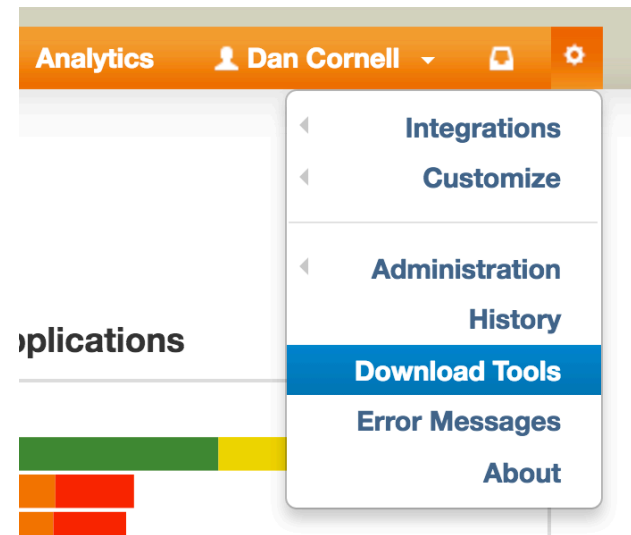 Analytics Dan Cornell
Integrations
Customize
Administration
History
pplications
Download Tools
Error Messages
About